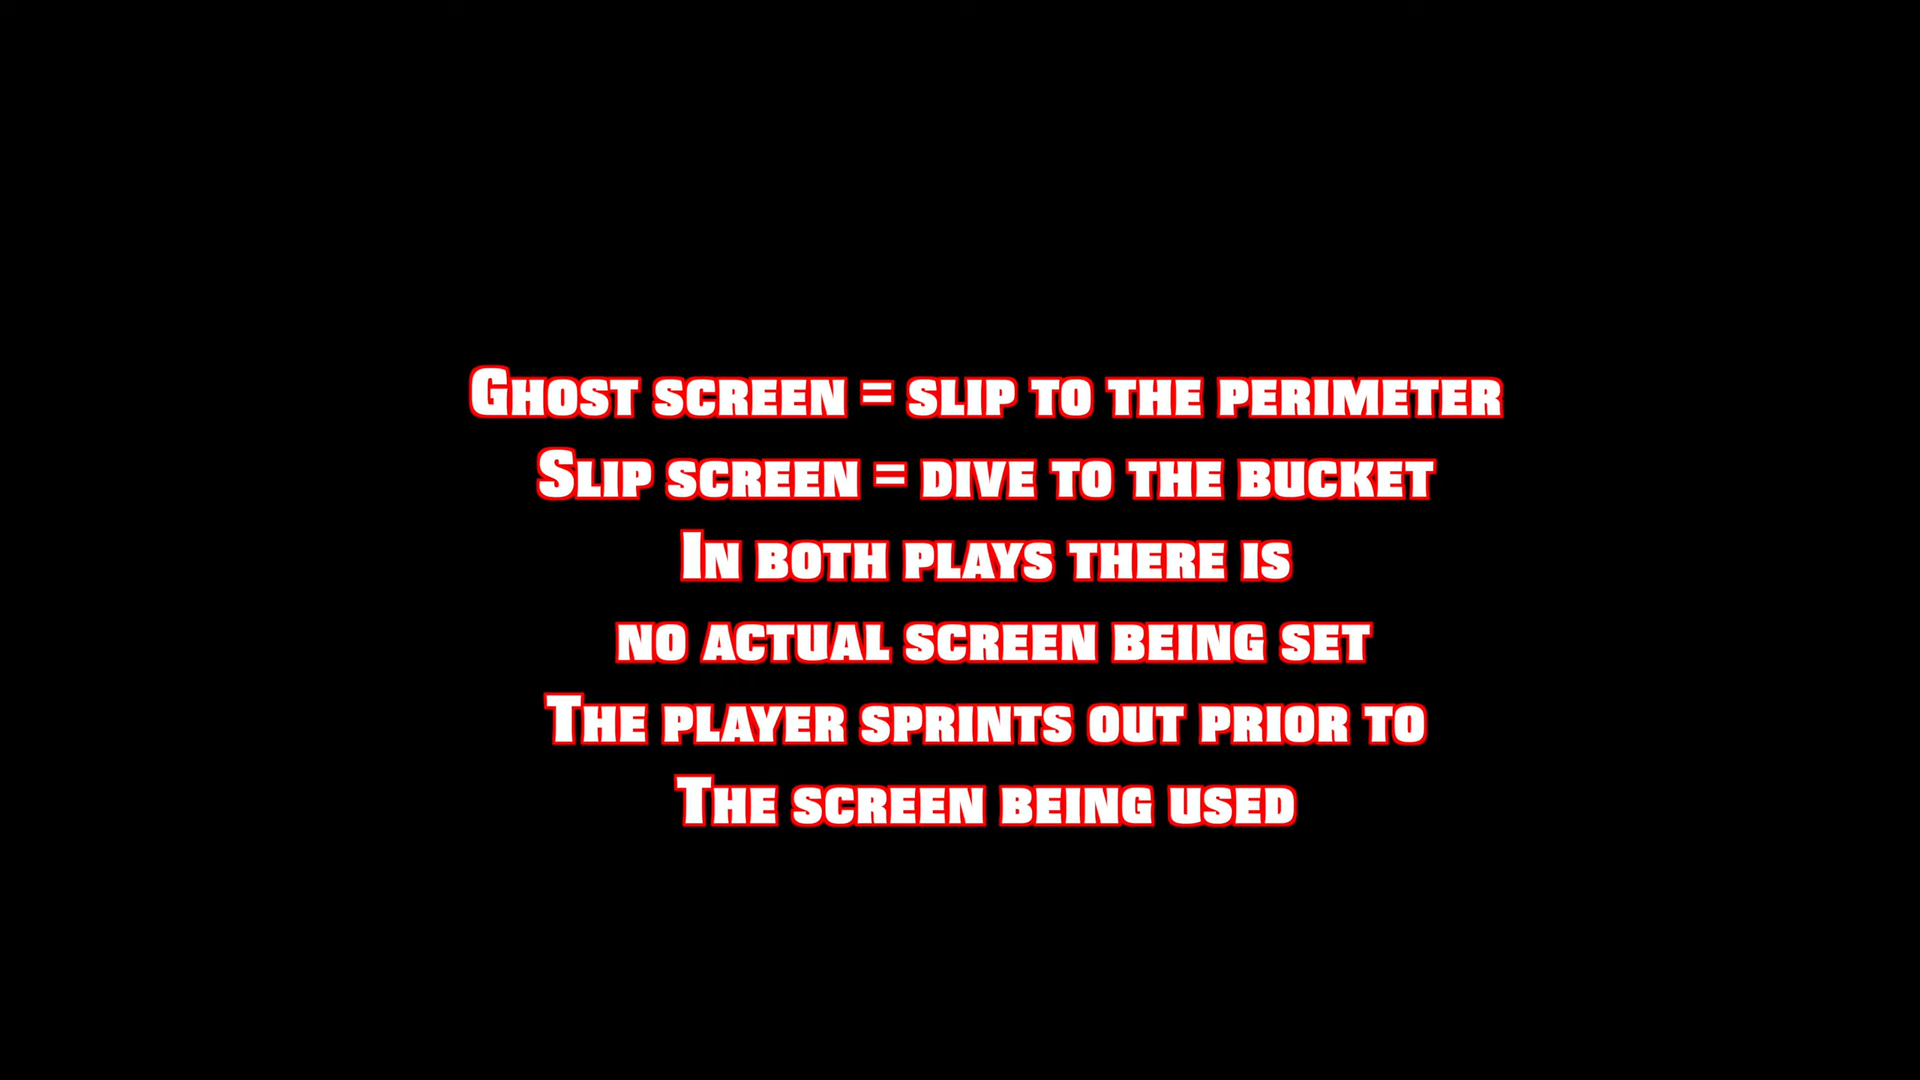 Ghost screen = slip to the perimeter
Slip screen = dive to the bucket
In both plays there is
no actual screen being set
The player sprints out prior to
The screen being used